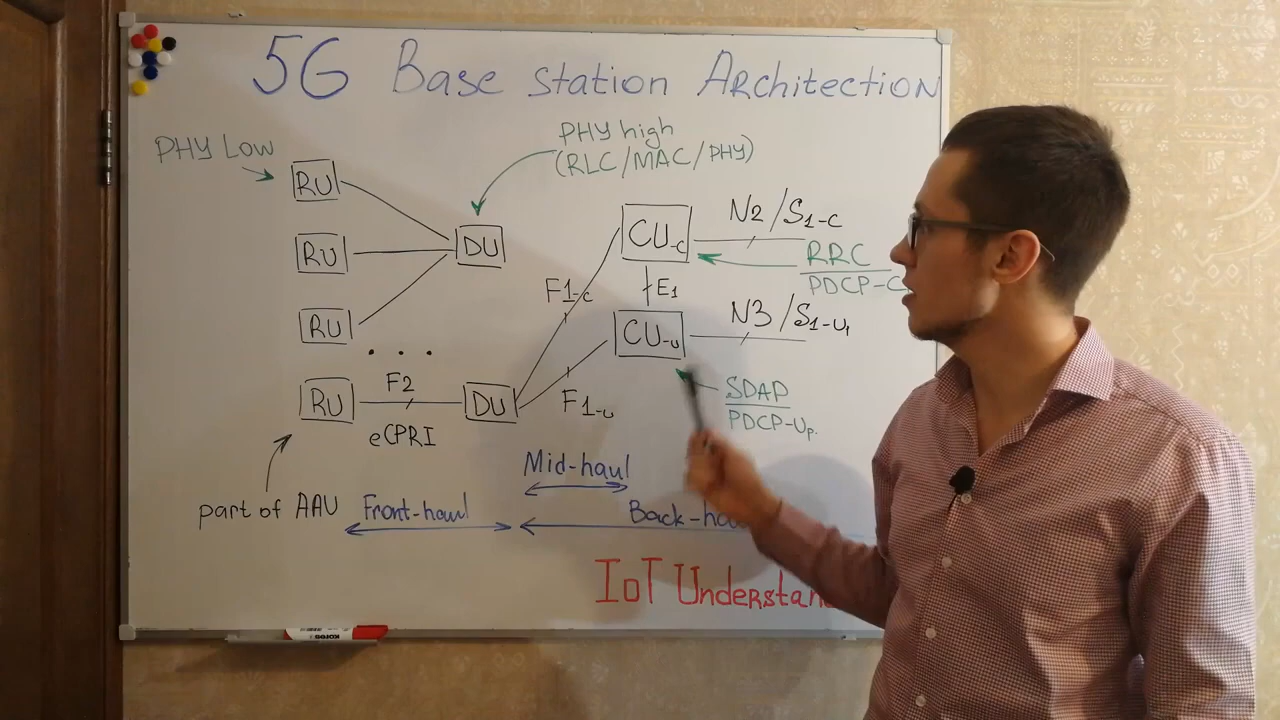 5G Base station Architection
PHY Low
PHY high
(RLC/MAC/PHY)
RU
RU
RU
RU
DU
DU
. . .
F2
eCPRI
F1-c
F1-u
CU-c
E1
CU-u
N2/S1-C
RRC
PDCP-C
N3/S1-U
SDAP
PDCP-Up.
Mid-haul
part of AAU
Front-haul
Back-
IoT Understan
KORES